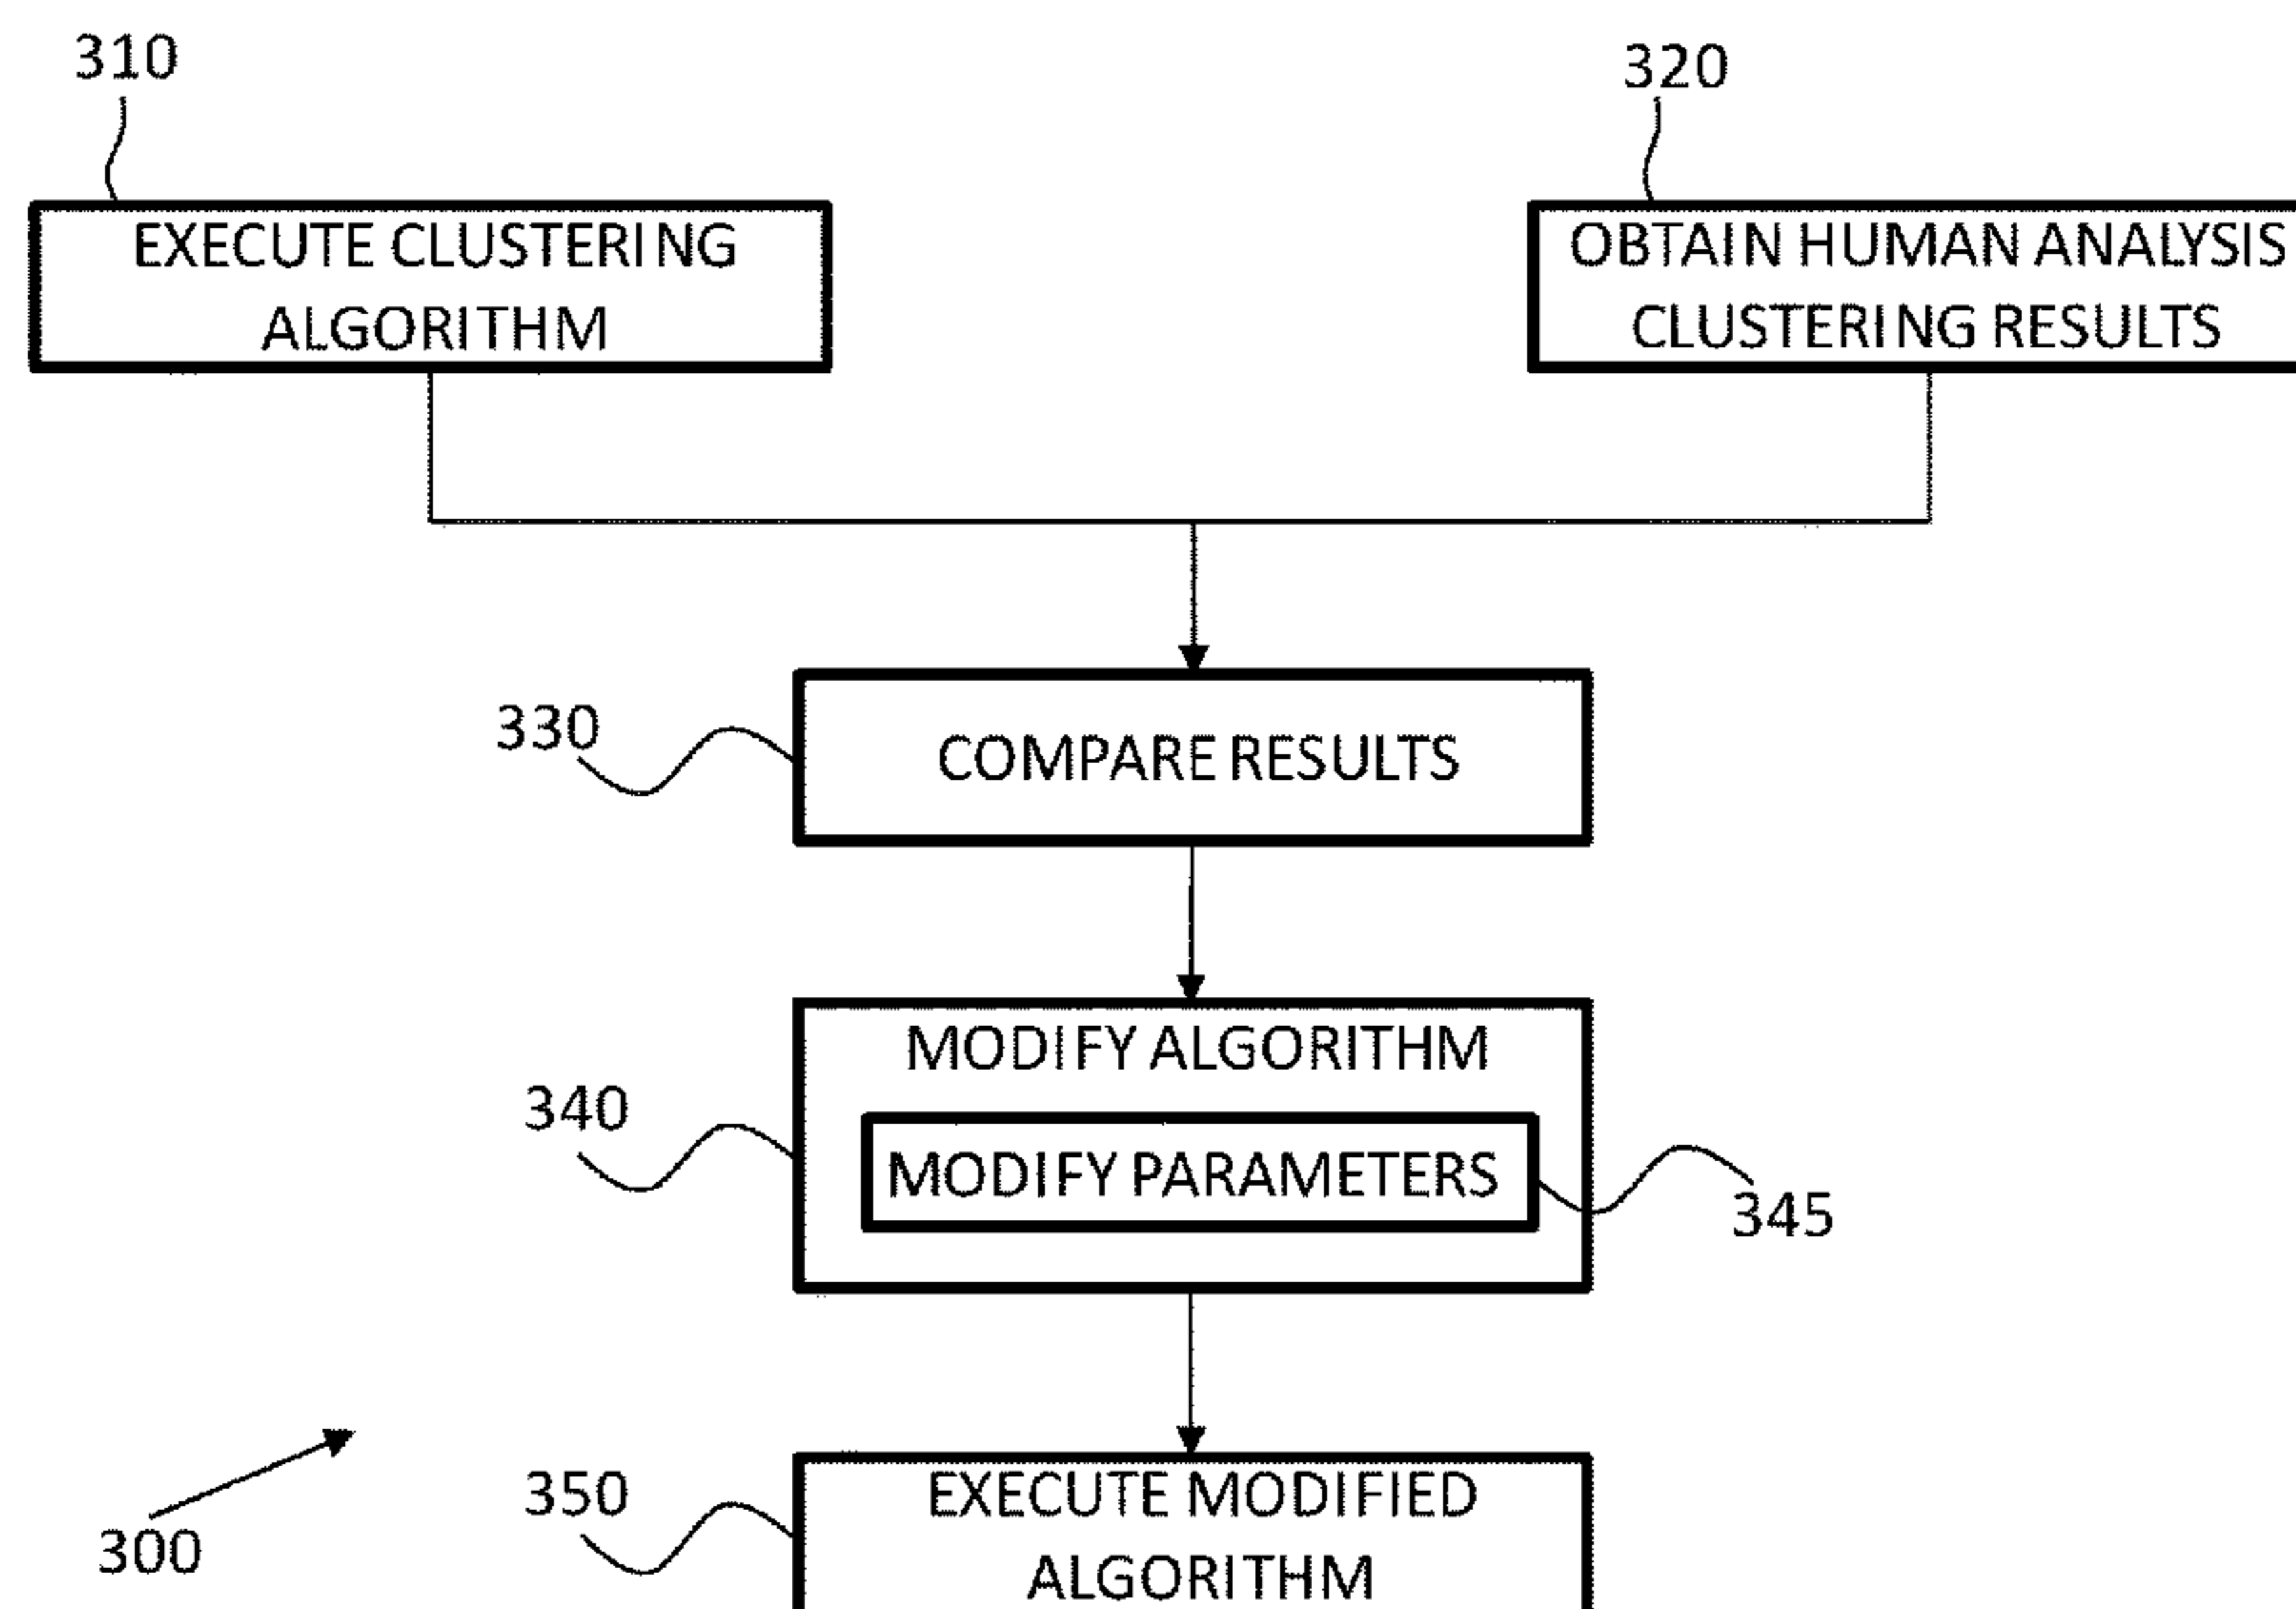 310
320
EXECUTE CLUSTERING
ALGORITHM
OBTAIN HUMAN ANALYSIS
CLUSTERING RESULTS
330
COMPARE RESULTS
MODIFY ALGORITHM
340
MODIFY PARAMETERS
345
350
EXECUTE MODIFIED
ALGORITHM
300